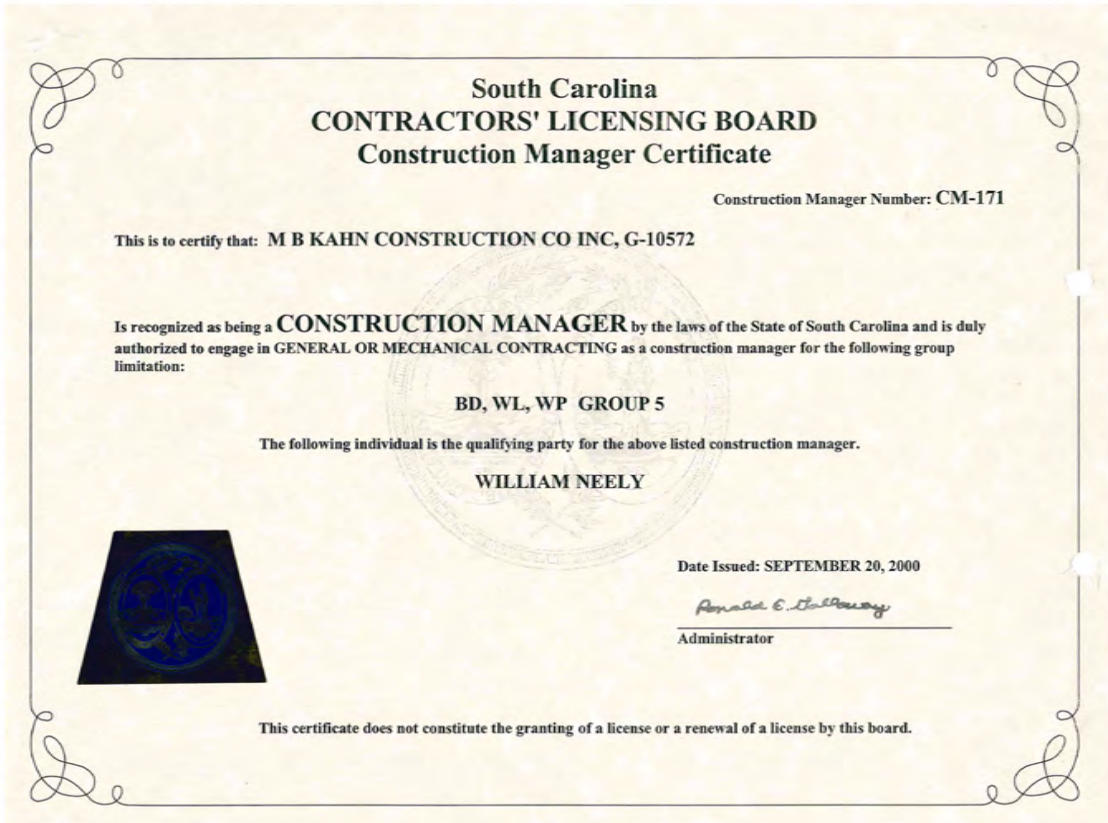 South Carolina
CONTRACTORS' LICENSING BOARD
Construction Manager Certificate
Construction Manager Number: CM-171
This is to certify that: M B KAHN CONSTRUCTION CO INC, G-10572
Is recognized as being a CONSTRUCTION MANAGER by the laws of the State of South Carolina and is duly
authorized to engage in GENERAL OR MECHANICAL CONTRACTING as a construction manager for the following group
limitation:
BD, WL, WP GROUP 5
The following individual is the qualifying party for the above listed construction manager.
WILLIAM NEELY
Date Issued: SEPTEMBER 20, 2000
Ronald E. Galloway
Administrator
This certificate does not constitute the granting of a license or a renewal of a license by this board.